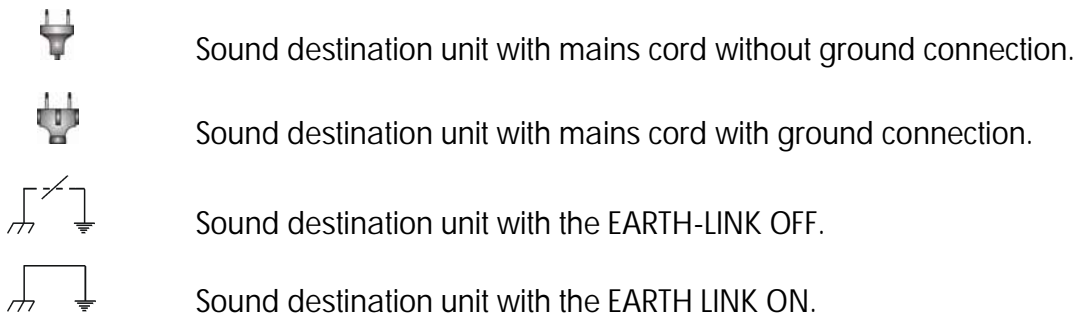 Sound destination unit with mains cord without ground connection.
Sound destination unit with mains cord with ground connection.
Sound destination unit with the EARTH-LINK OFF.
Sound destination unit with the EARTH LINK ON.